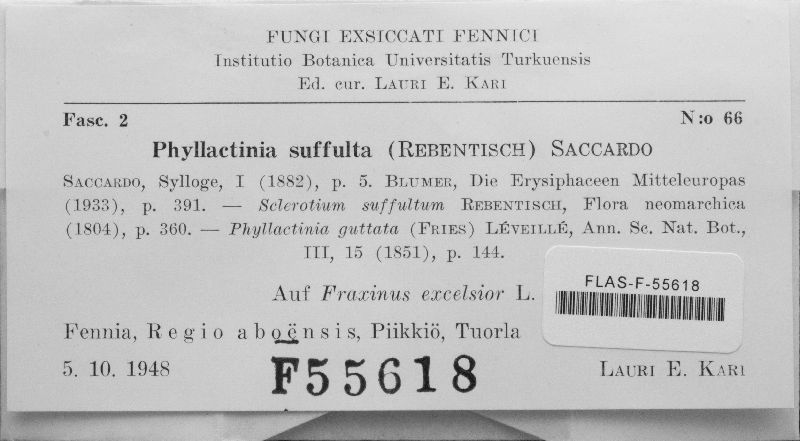 FUNGI EXSICCATI FENNICI
Institutio Botanica Universitatis Turkuensis
Ed. cur. LAURI E. KARI
Fasc. 2 N:o 66
Phyllactinia suffulta (REBENTISCH) SACCARDO
SACCARDO, Sylloge, I (1882), p. 5. BLUMER, Die Erysiphaceen Mitteleuropas
(1933), p. 391. — Sclerotium suffultum REBENTISCH, Flora neomarchica
(1804), p. 360. — Phyllactinia guttata (FRIES) LÉVEILLÉ, Ann. Sc. Nat. Bot.,
III, 15 (1851), p. 144.
FLAS-F-55618
Auf Fraxinus excelsior L.
Fennia, Regio aboënsis, Piikkiö, Tuorla
5. 10. 1948 F55618 LAURI E. KARI